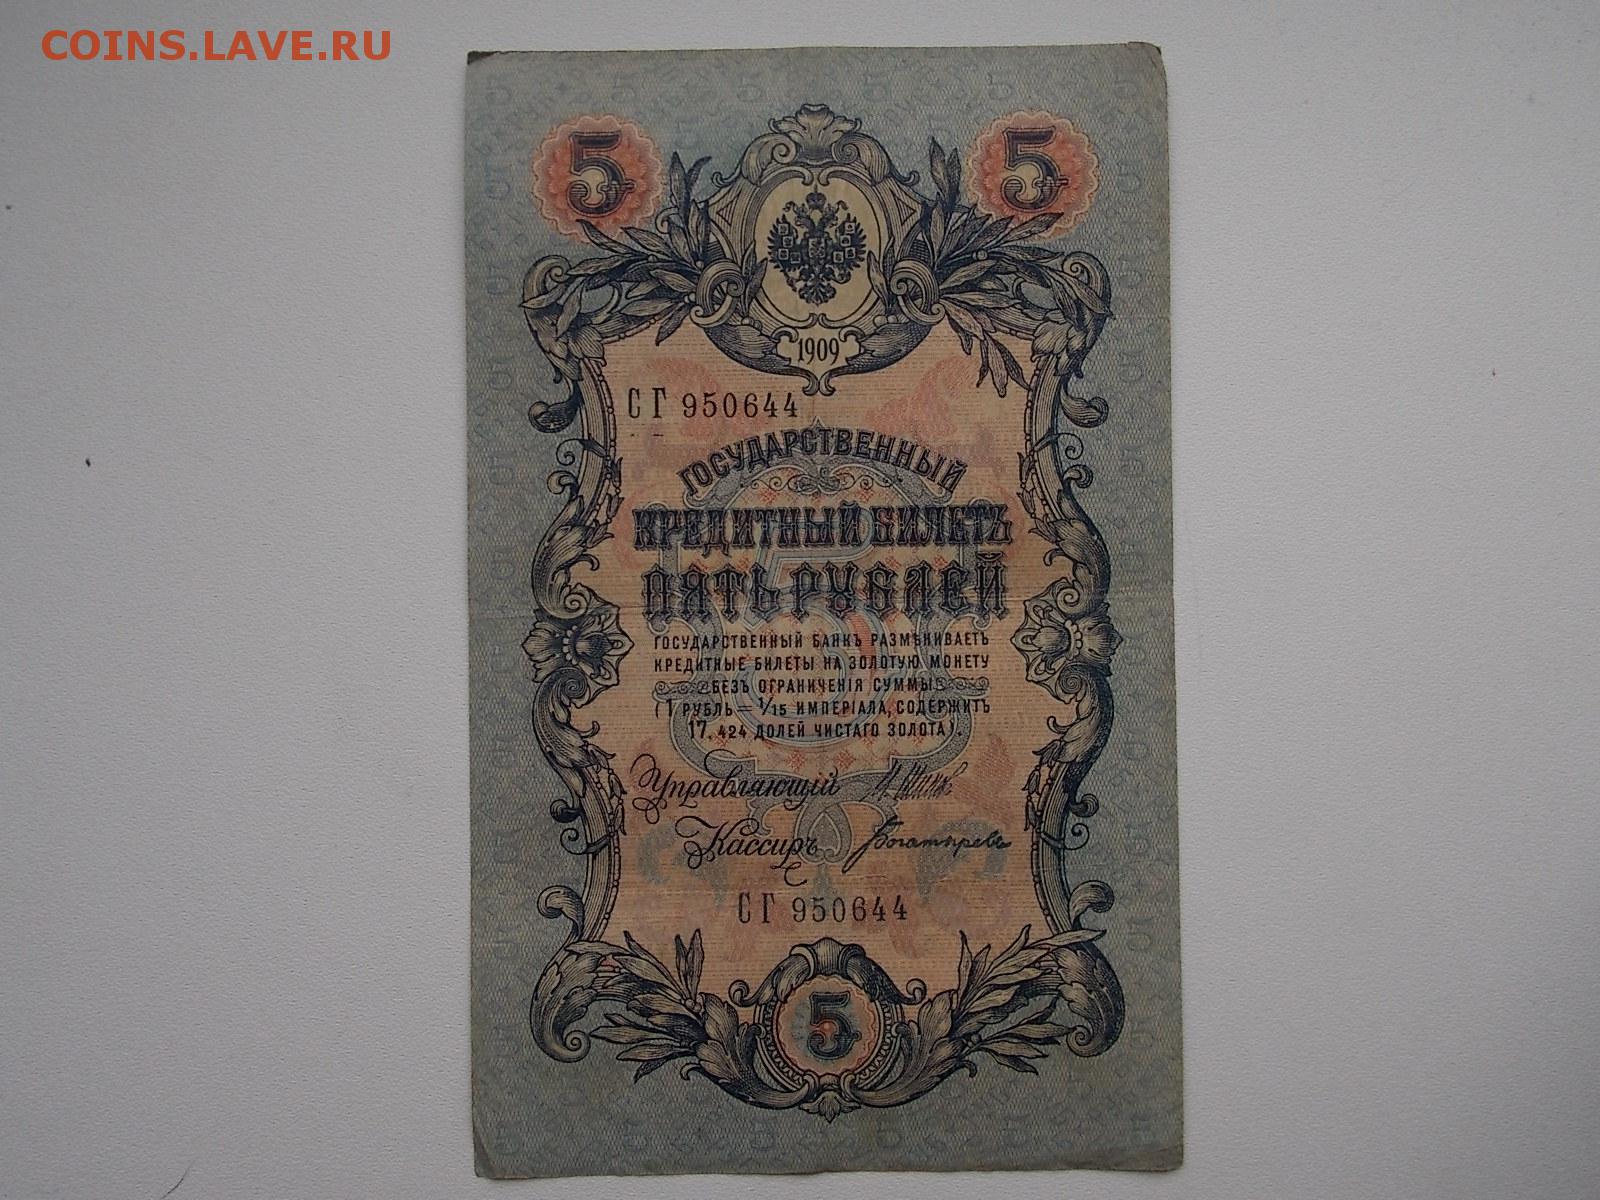 COINS.LAVE.RU
5 5
1909
СГ 950644
ГОСУДАРСТВЕННЫЙ
КРЕДИТНЫЙ БИЛЕТЪ
ПЯТЬ РУБЛЕЙ
ГОСУДАРСТВЕННЫЙ БАНКЪ РАЗМѢНИВАЕТЪ
КРЕДИТНЫЕ БИЛЕТЫ НА ЗОЛОТУЮ МОНЕТУ
БЕЗЪ ОГРАНИЧЕНІЯ СУММЫ
(1 РУБЛЬ = 1/15 ИМПЕРІАЛА, СОДЕРЖИТЪ
17,424 ДОЛЕЙ ЧИСТАГО ЗОЛОТА).
Управляющій И Шипов
Кассиръ Богатыревъ
СГ 950644
5